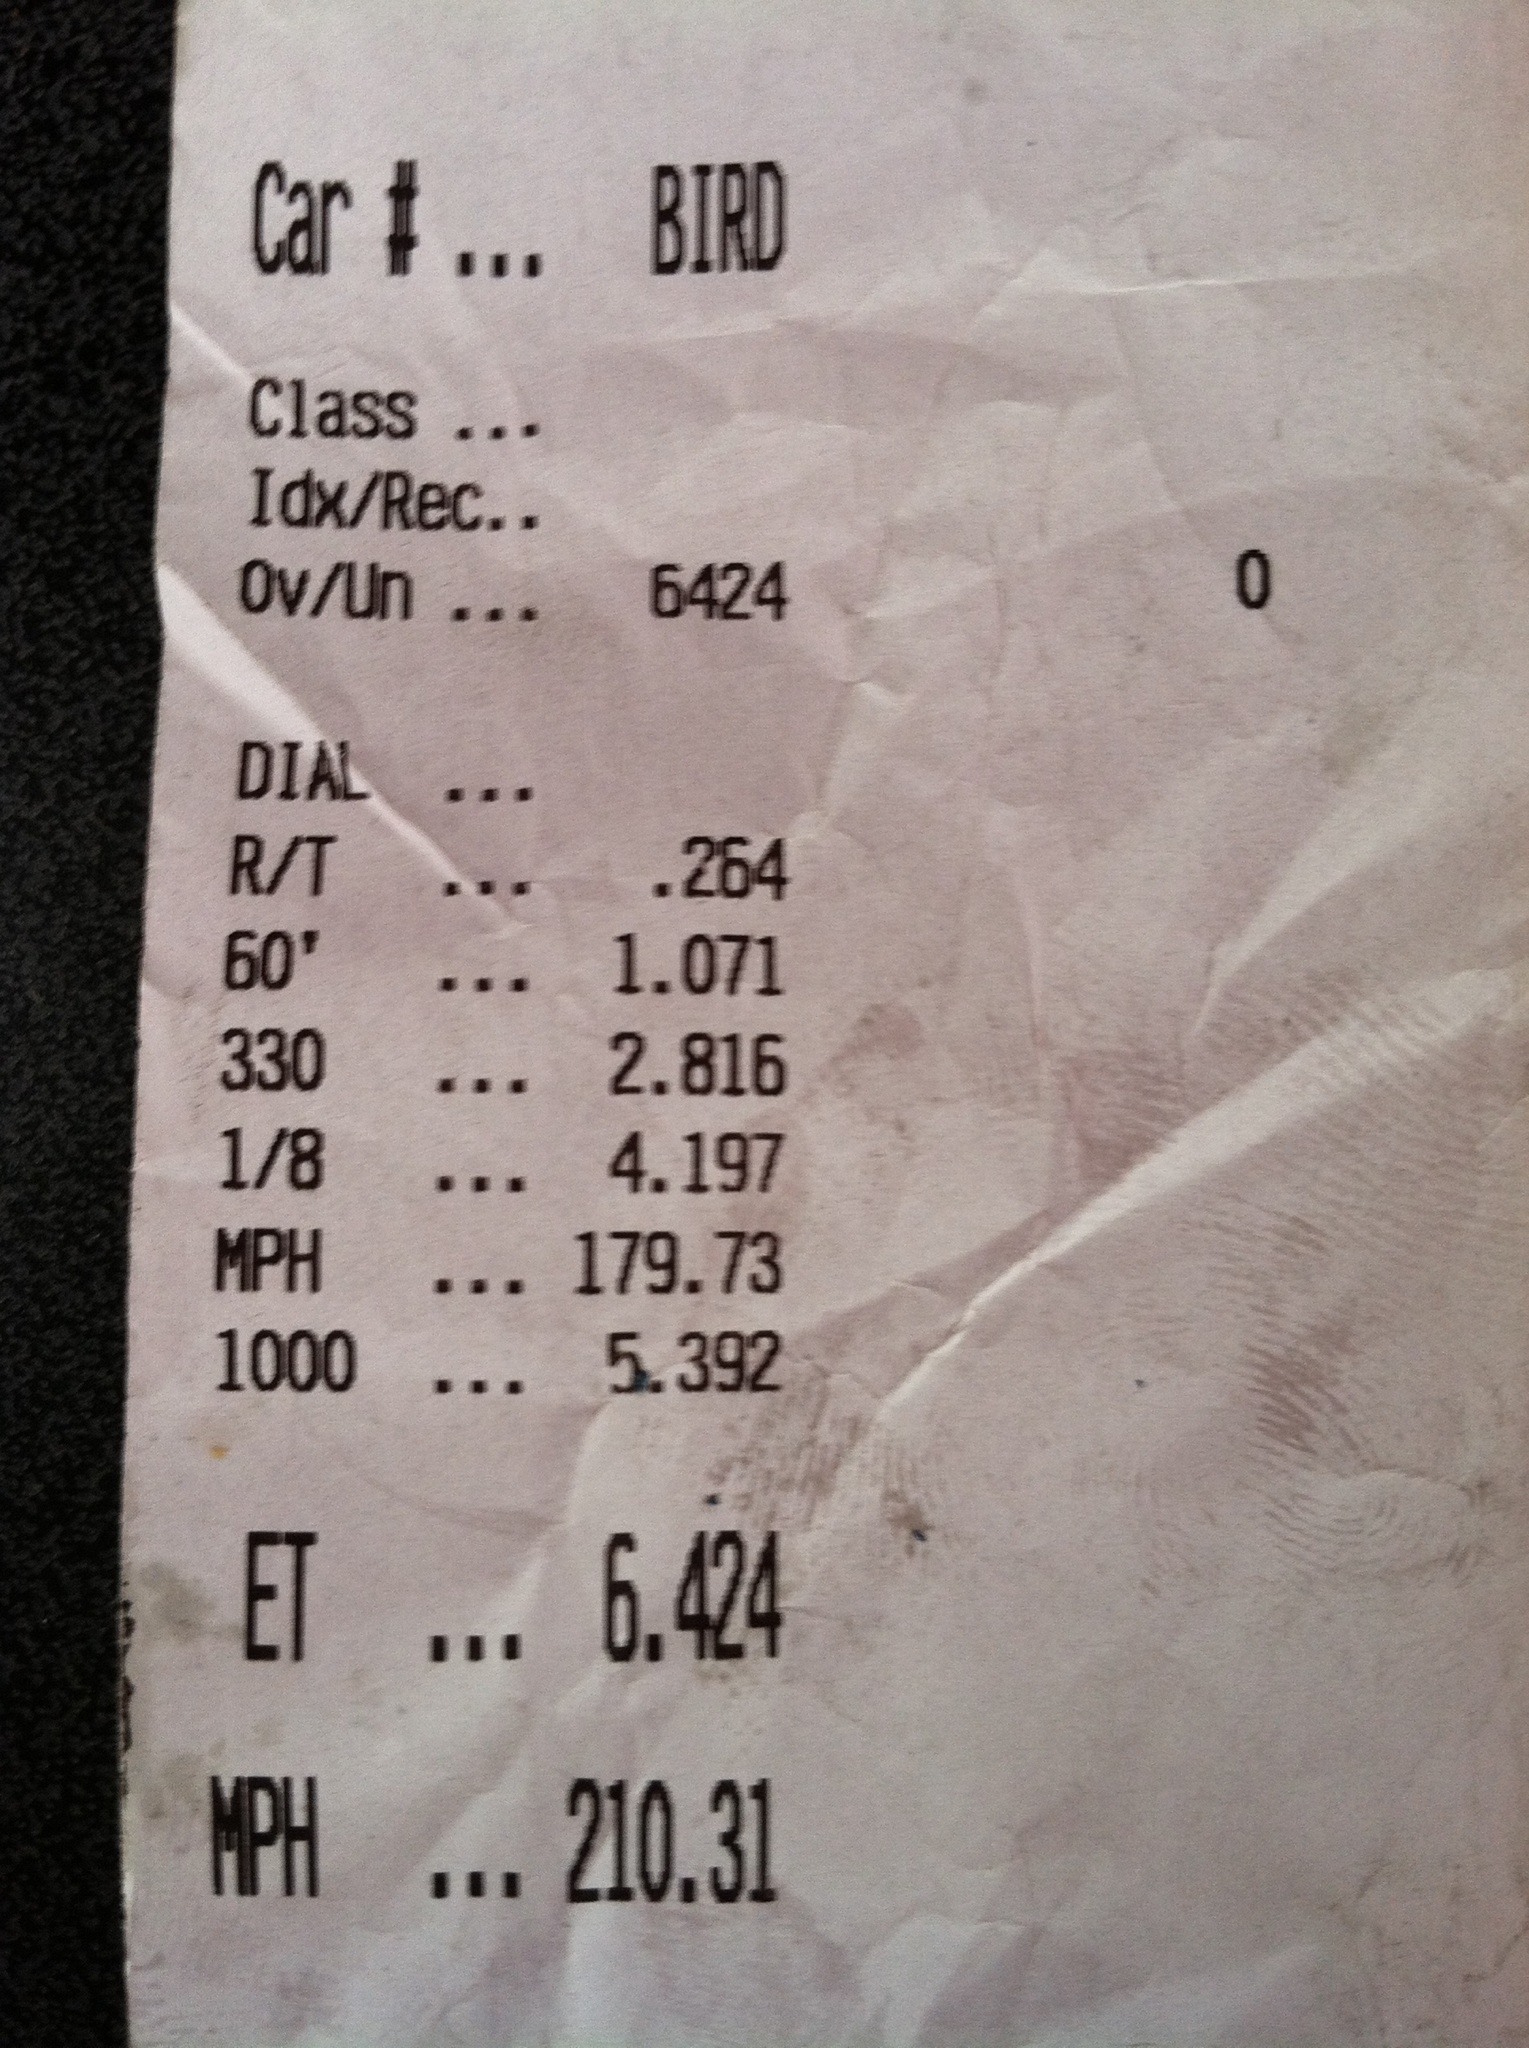 Car # ... BIRD
Class ...
Idx/Rec..
Ov/Un ... 6424 0
DIAL ...
R/T ... .264
60' ... 1.071
330 ... 2.816
1/8 ... 4.197
MPH ... 179.73
1000 ... 5.392
ET ... 6.424
MPH ... 210.31